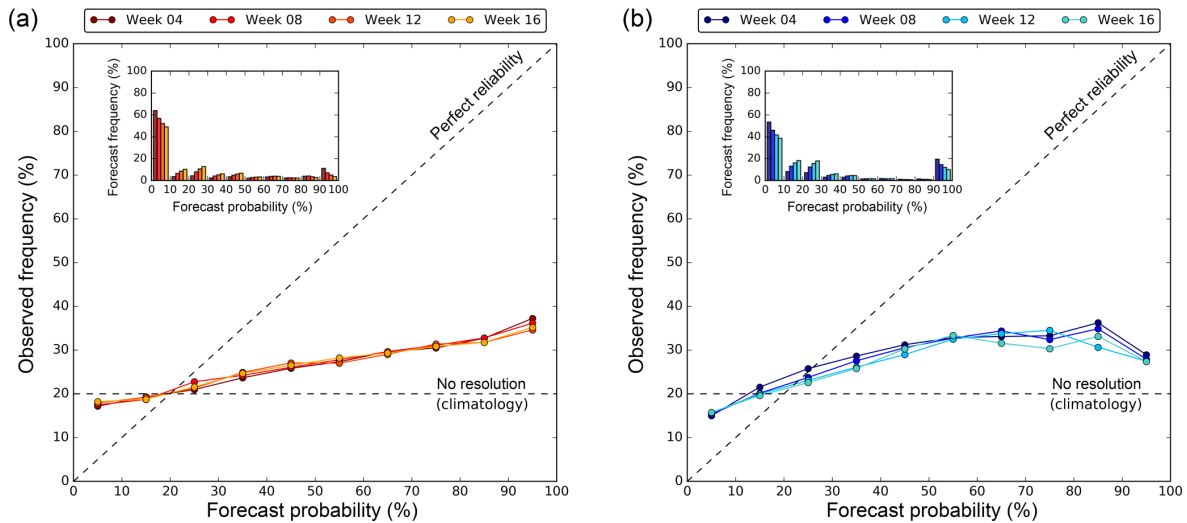 (a)
Week 04 Week 08 Week 12 Week 16
100
90
80
70
60
50
40
30
20
10
0
Observed frequency (%)
0 10 20 30 40 50 60 70 80 90 100
Forecast probability (%)
100
80
60
40
20
0
Forecast frequency (%)
0 10 20 30 40 50 60 70 80 90 100
Forecast probability (%)
Perfect reliability
No resolution
(climatology)
(b)
Week 04 Week 08 Week 12 Week 16
100
90
80
70
60
50
40
30
20
10
0
Observed frequency (%)
0 10 20 30 40 50 60 70 80 90 100
Forecast probability (%)
100
80
60
40
20
0
Forecast frequency (%)
0 10 20 30 40 50 60 70 80 90 100
Forecast probability (%)
Perfect reliability
No resolution
(climatology)